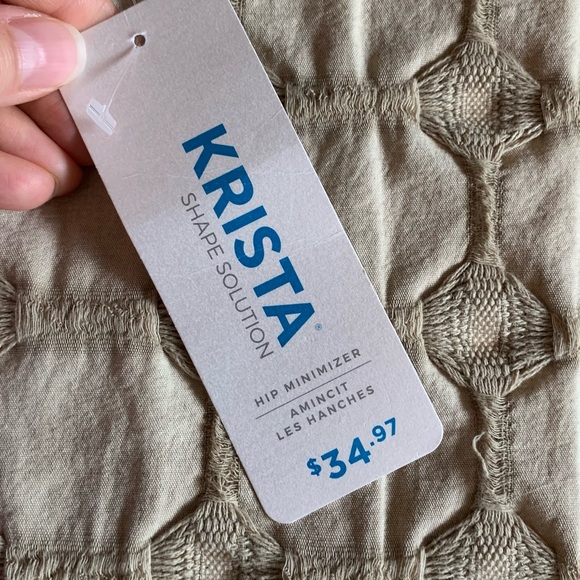 KRISTA®
SHAPE SOLUTION
HIP MINIMIZER
AMINCIT
LES HANCHES
$34.97